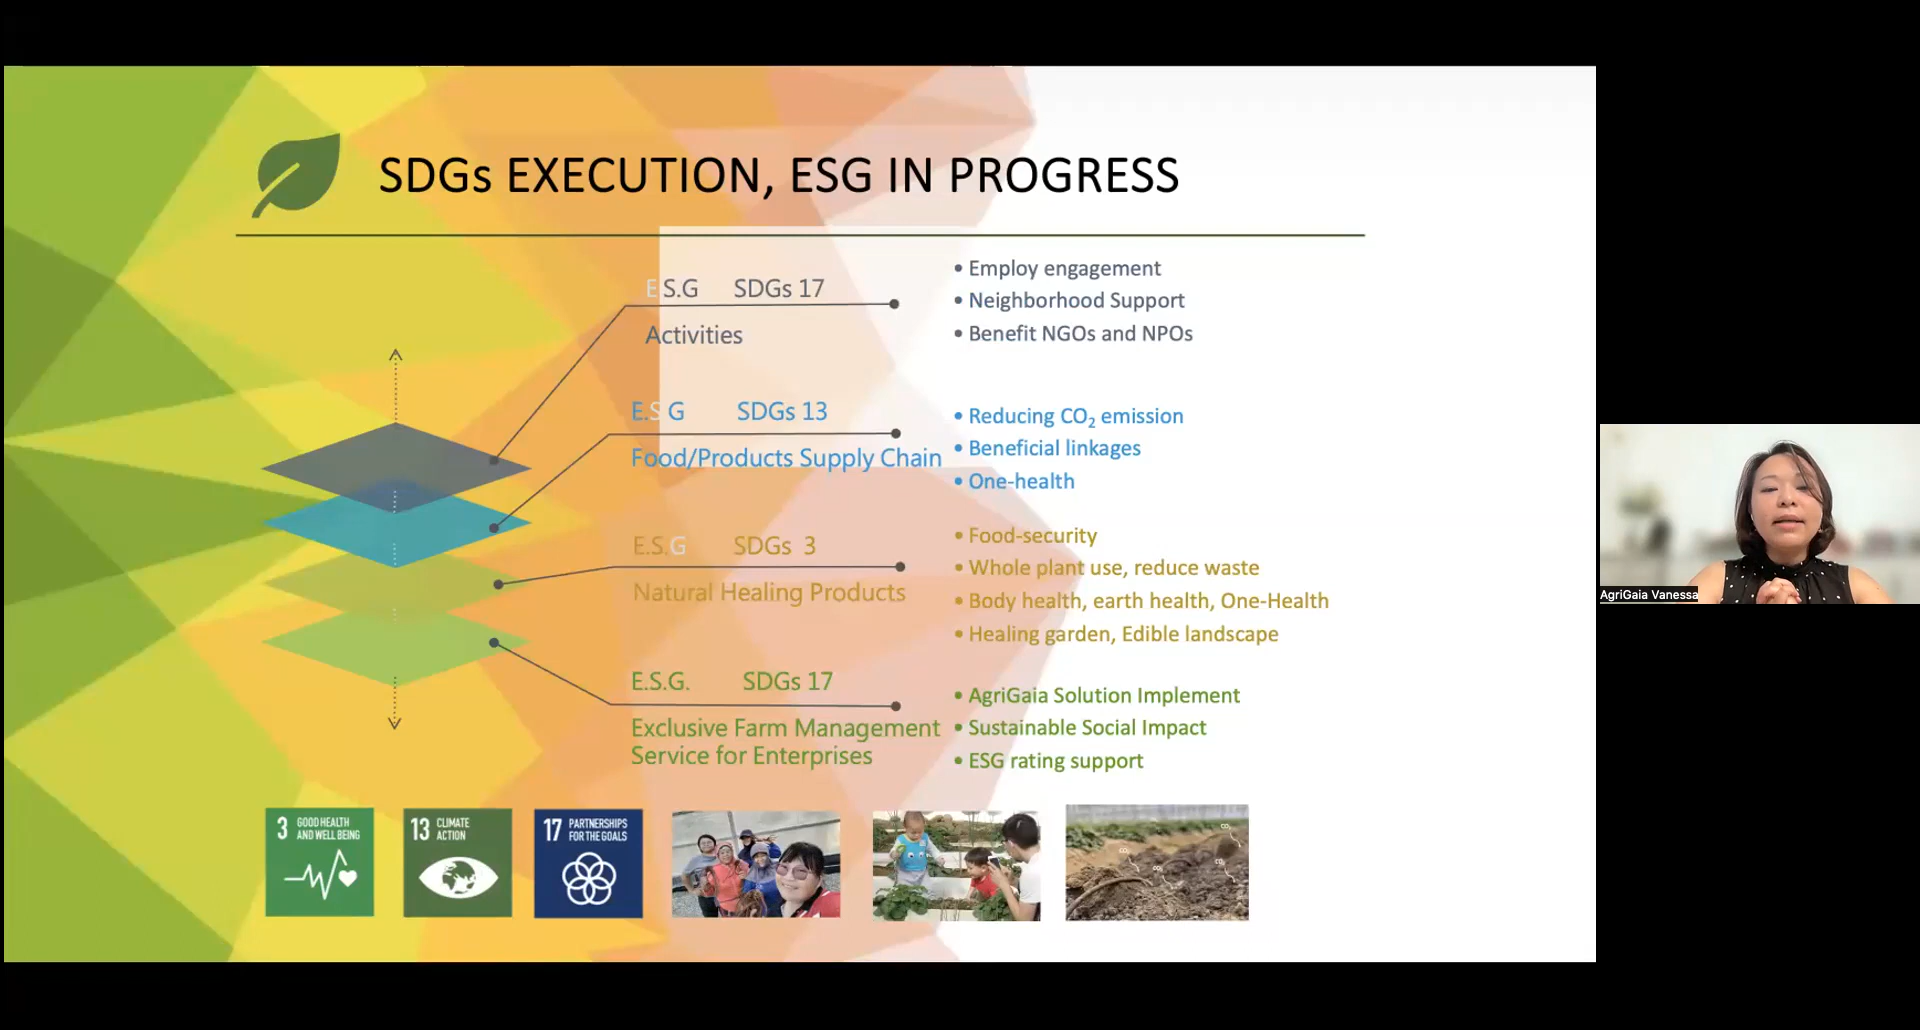 SDGs EXECUTION, ESG IN PROGRESS
E.S.G SDGs 17
Activities
• Employ engagement
• Neighborhood Support
• Benefit NGOs and NPOs
E.S G SDGs 13
Food/Products Supply Chain
• Reducing CO₂ emission
• Beneficial linkages
• One-health
E.S.G SDGs 3
Natural Healing Products
• Food-security
• Whole plant use, reduce waste
• Body health, earth health, One-Health
• Healing garden, Edible landscape
E.S.G. SDGs 17
Exclusive Farm Management
Service for Enterprises
• AgriGaia Solution Implement
• Sustainable Social Impact
• ESG rating support
3 GOOD HEALTH
AND WELL BEING
13 CLIMATE
ACTION
17 PARTNERSHIPS
FOR THE GOALS
CO₂
CO₂
CO₂
CO₂
AgriGaia Vanessa